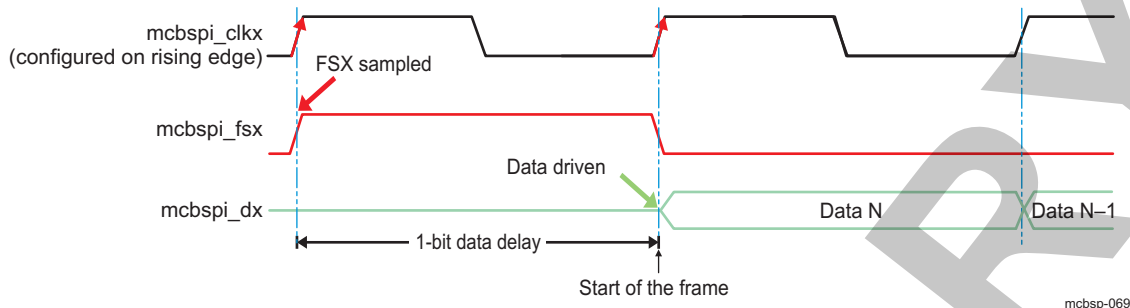 mcbspi_clkx
(configured on rising edge)
FSX sampled
mcbspi_fsx
Data driven
mcbspi_dx
Data N
Data N–1
1-bit data delay
Start of the frame
mcbsp-069